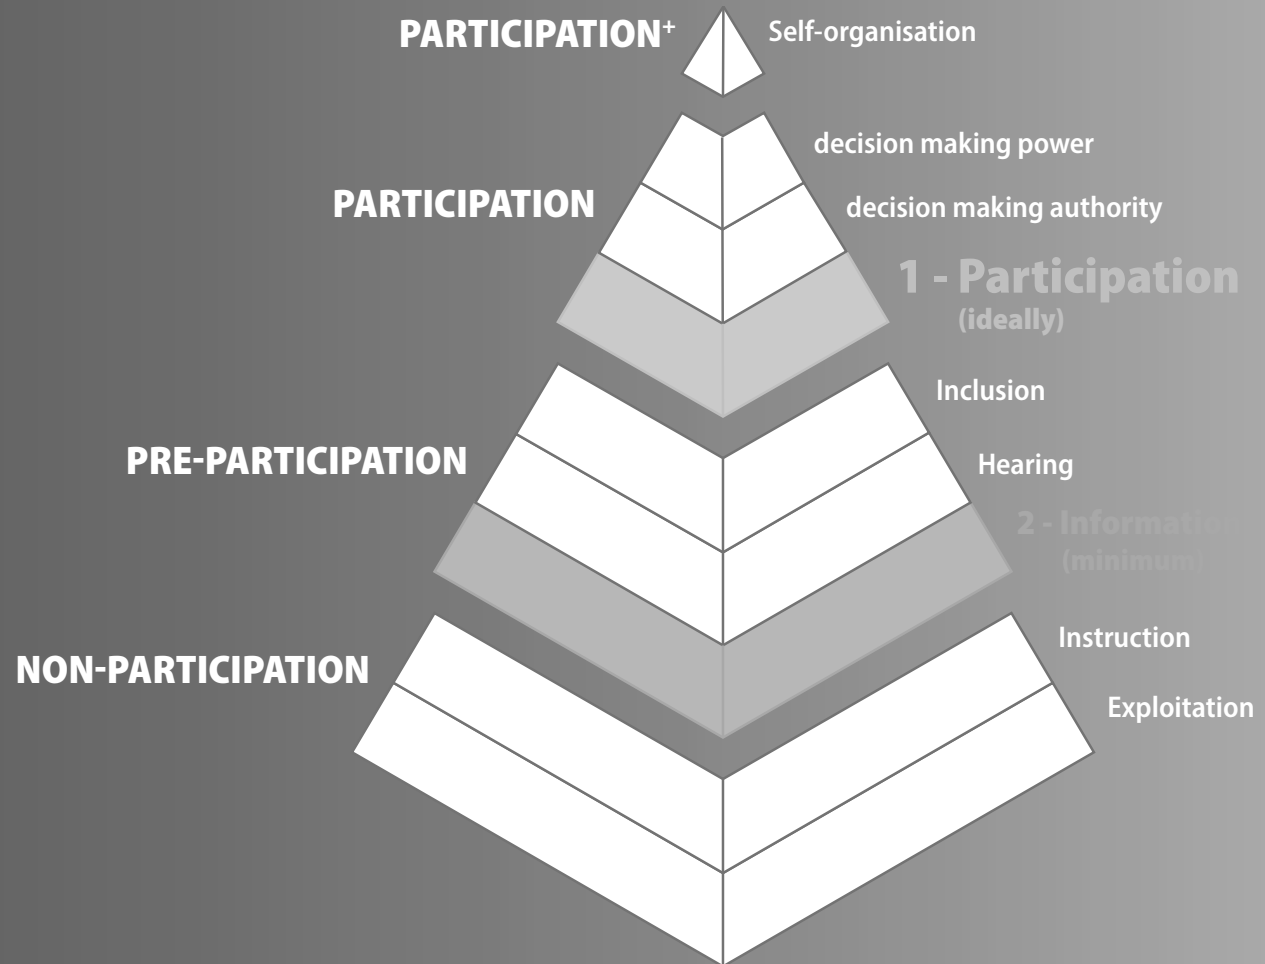 PARTICIPATION⁺
Self-organisation
decision making power
PARTICIPATION
decision making authority
1 - Participation
(ideally)
Inclusion
PRE-PARTICIPATION
Hearing
2 - Information
(minimum)
Instruction
NON-PARTICIPATION
Exploitation